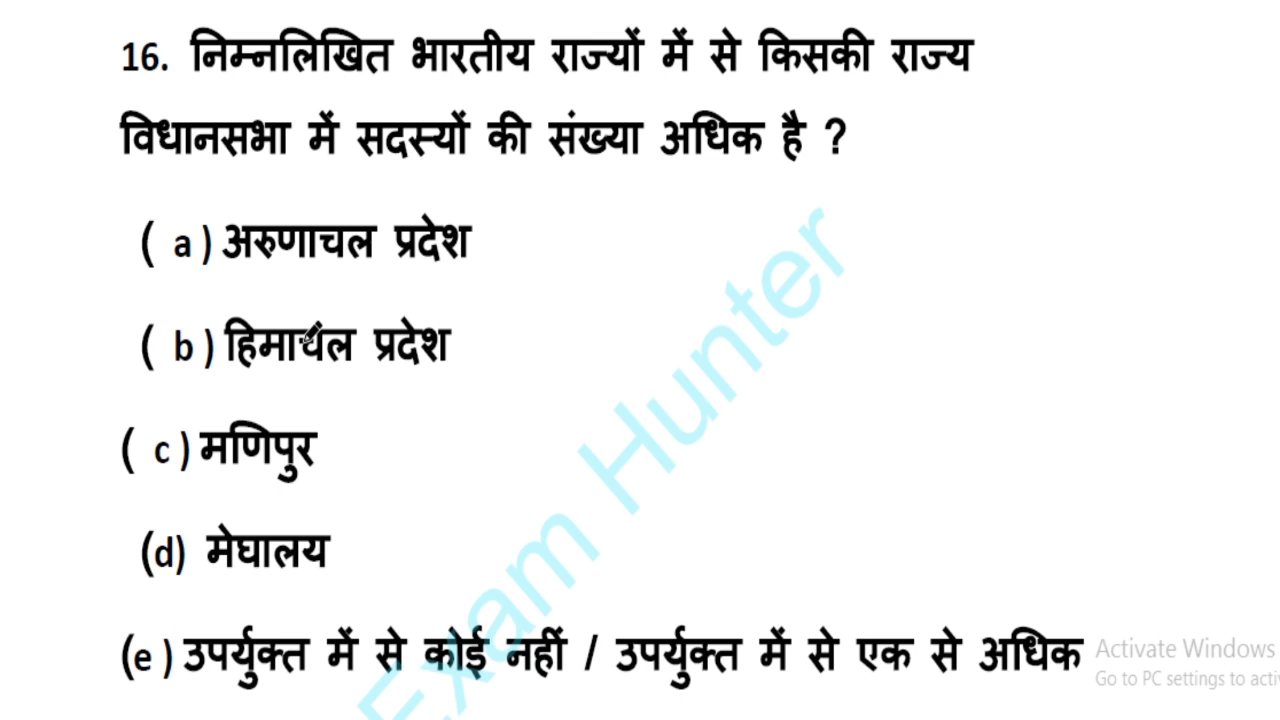 16. निम्नलिखित भारतीय राज्यों में से किसकी राज्य
विधानसभा में सदस्यों की संख्या अधिक है ?
( a ) अरुणाचल प्रदेश
( b ) हिमाचल प्रदेश
( c ) मणिपुर
(d) मेघालय
(e ) उपर्युक्त में से कोई नहीं / उपर्युक्त में से एक से अधिक
Exam Hunter
Activate Windows
Go to PC settings to